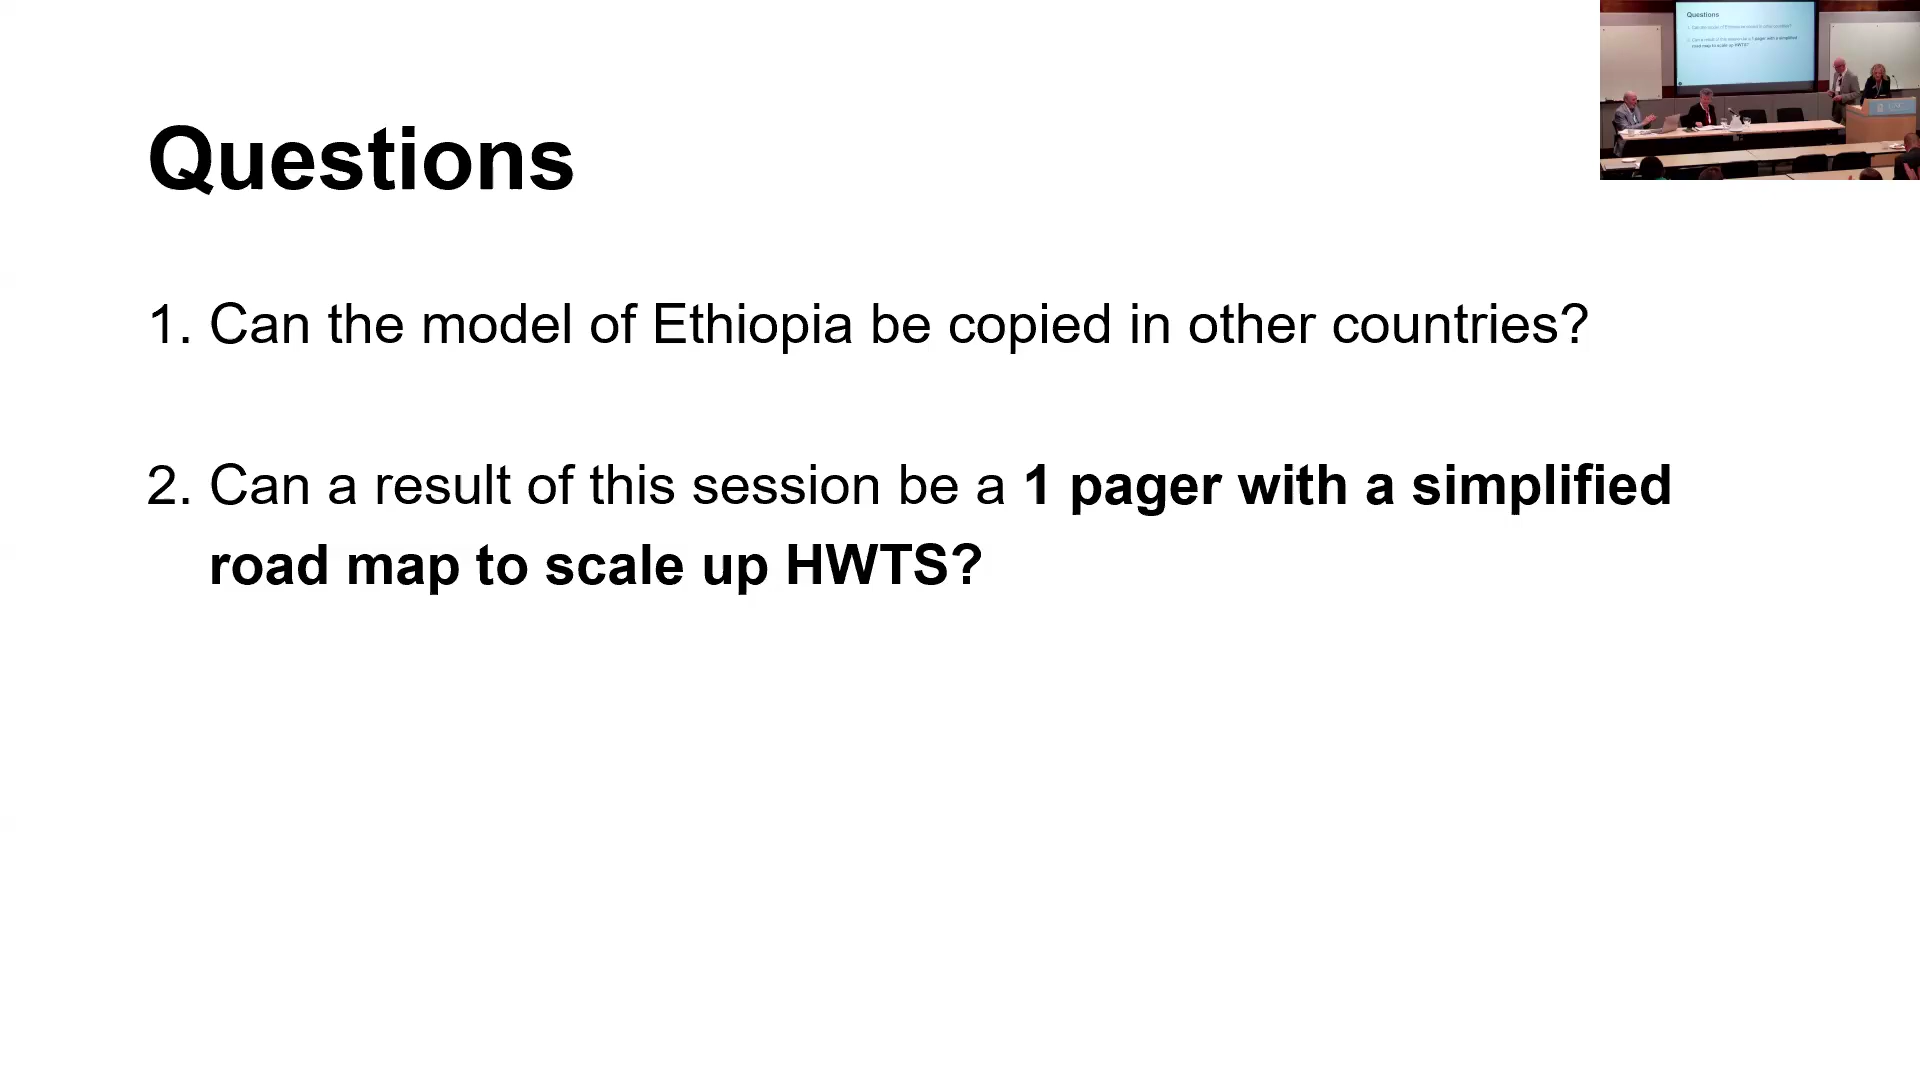 Questions
1. Can the model of Ethiopia be copied in other countries?
2. Can a result of this session be a 1 pager with a simplified
road map to scale up HWTS?